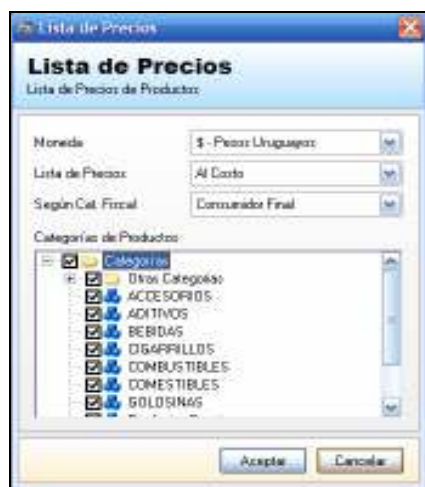 Lista de Precios
Lista de Precios
Lista de Precios de Productos
Moneda
$ - Pesos Uruguayos
Lista de Precios
Al Costo
Según Cat. Fiscal
Consumidor Final
Categorías de Productos
Categorías
Otras Categorías
ACCESORIOS
ADITIVOS
BEBIDAS
CIGARRILLOS
COMBUSTIBLES
COMESTIBLES
GOLOSINAS
Aceptar
Cancelar